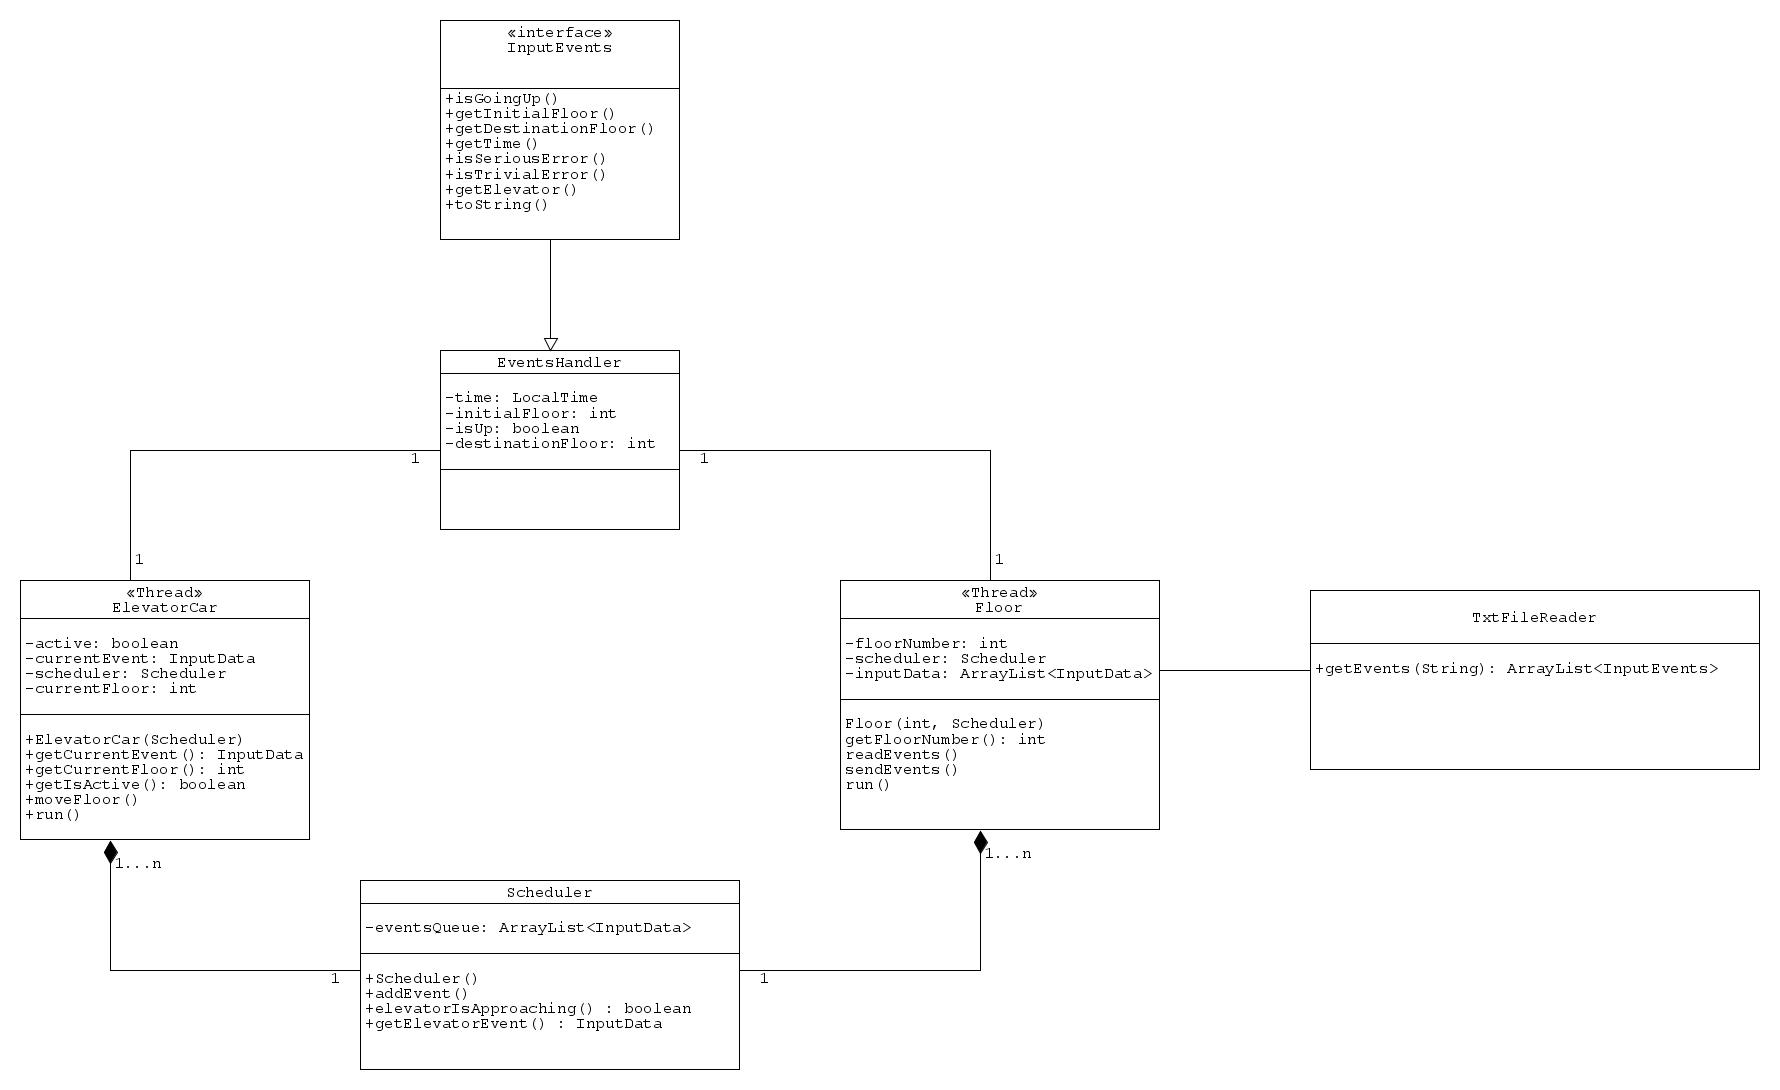 «interface»
InputEvents
+isGoingUp()
+getInitialFloor()
+getDestinationFloor()
+getTime()
+isSeriousError()
+isTrivialError()
+getElevator()
+toString()
EventsHandler
-time: LocalTime
-initialFloor: int
-isUp: boolean
-destinationFloor: int
1
1
1
1
«Thread»
ElevatorCar
-active: boolean
-currentEvent: InputData
-scheduler: Scheduler
-currentFloor: int
+ElevatorCar(Scheduler)
+getCurrentEvent(): InputData
+getCurrentFloor(): int
+getIsActive(): boolean
+moveFloor()
+run()
«Thread»
Floor
-floorNumber: int
-scheduler: Scheduler
-inputData: ArrayList<InputData>
Floor(int, Scheduler)
getFloorNumber(): int
readEvents()
sendEvents()
run()
TxtFileReader
+getEvents(String): ArrayList<InputEvents>
1...n
1...n
Scheduler
-eventsQueue: ArrayList<InputData>
+Scheduler()
+addEvent()
+elevatorIsApproaching() : boolean
+getElevatorEvent() : InputData
1
1